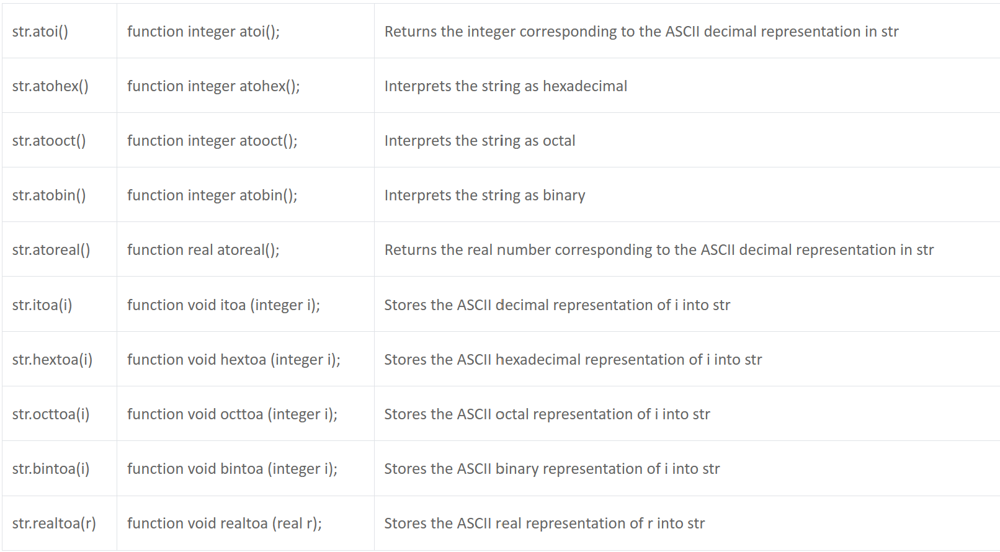 str.atoi() function integer atoi(); Returns the integer corresponding to the ASCII decimal representation in str
str.atohex() function integer atohex(); Interprets the string as hexadecimal
str.atooct() function integer atooct(); Interprets the string as octal
str.atobin() function integer atobin(); Interprets the string as binary
str.atoreal() function real atoreal(); Returns the real number corresponding to the ASCII decimal representation in str
str.itoa(i) function void itoa (integer i); Stores the ASCII decimal representation of i into str
str.hextoa(i) function void hextoa (integer i); Stores the ASCII hexadecimal representation of i into str
str.octtoa(i) function void octtoa (integer i); Stores the ASCII octal representation of i into str
str.bintoa(i) function void bintoa (integer i); Stores the ASCII binary representation of i into str
str.realtoa(r) function void realtoa (real r); Stores the ASCII real representation of r into str